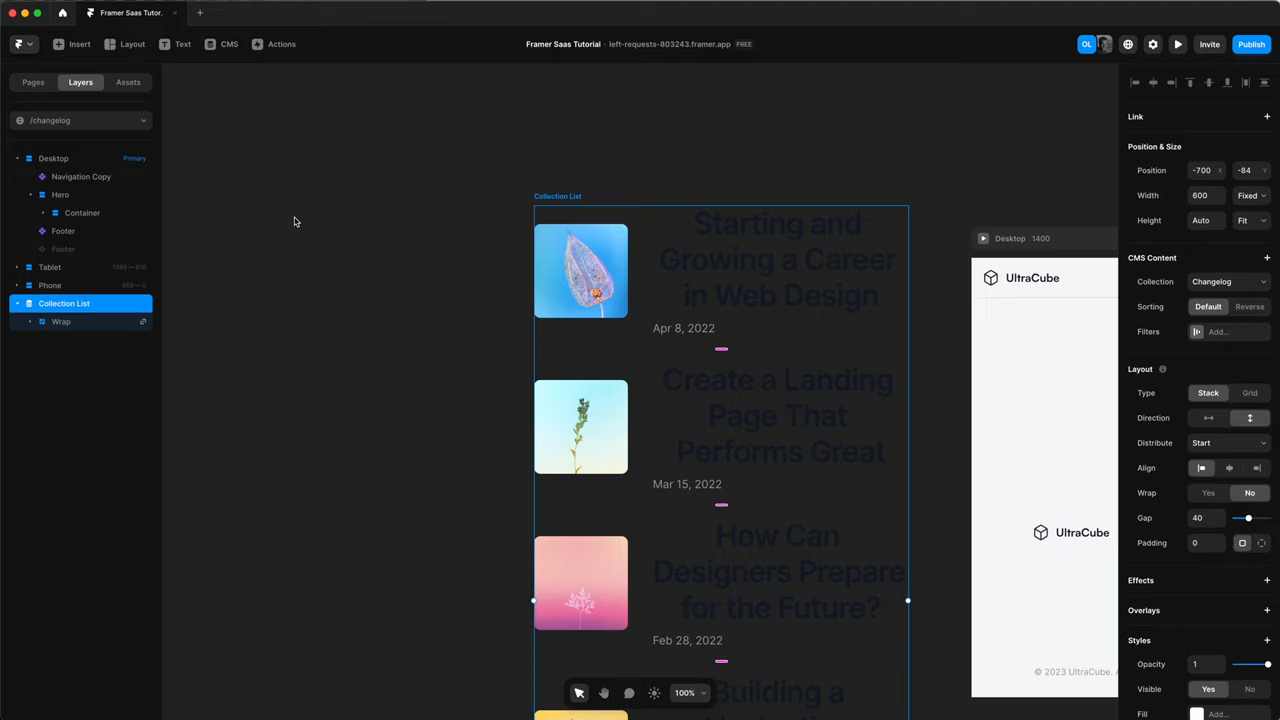 Framer Saas Tutor.
Insert
Layout
Text
CMS
Actions
Framer Saas Tutorial • left-requests-803243.framer.app FREE
OL
Invite
Publish
Pages
Layers
Assets
/changelog
Desktop
Primary
Navigation Copy
Hero
Container
Footer
Footer
Tablet
1399—810
Phone
809—0
Collection List
Wrap
Collection List
Starting and
Growing a Career
in Web Design
Apr 8, 2022
Create a Landing
Page That
Performs Great
Mar 15, 2022
How Can
Designers Prepare
for the Future?
Feb 28, 2022
Building a
100%
Desktop 1400
UltraCube
UltraCube
© 2023 UltraCube.
Link
Position & Size
Position
-700 X
-84 Y
Width
600
Fixed
Height
Auto
Fit
CMS Content
Collection
Changelog
Sorting
Default
Reverse
Filters
Add...
Layout
Type
Stack
Grid
Direction
Distribute
Start
Align
Wrap
Yes
No
Gap
40
Padding
0
Effects
Overlays
Styles
Opacity
1
Visible
Yes
No
Fill
Add...